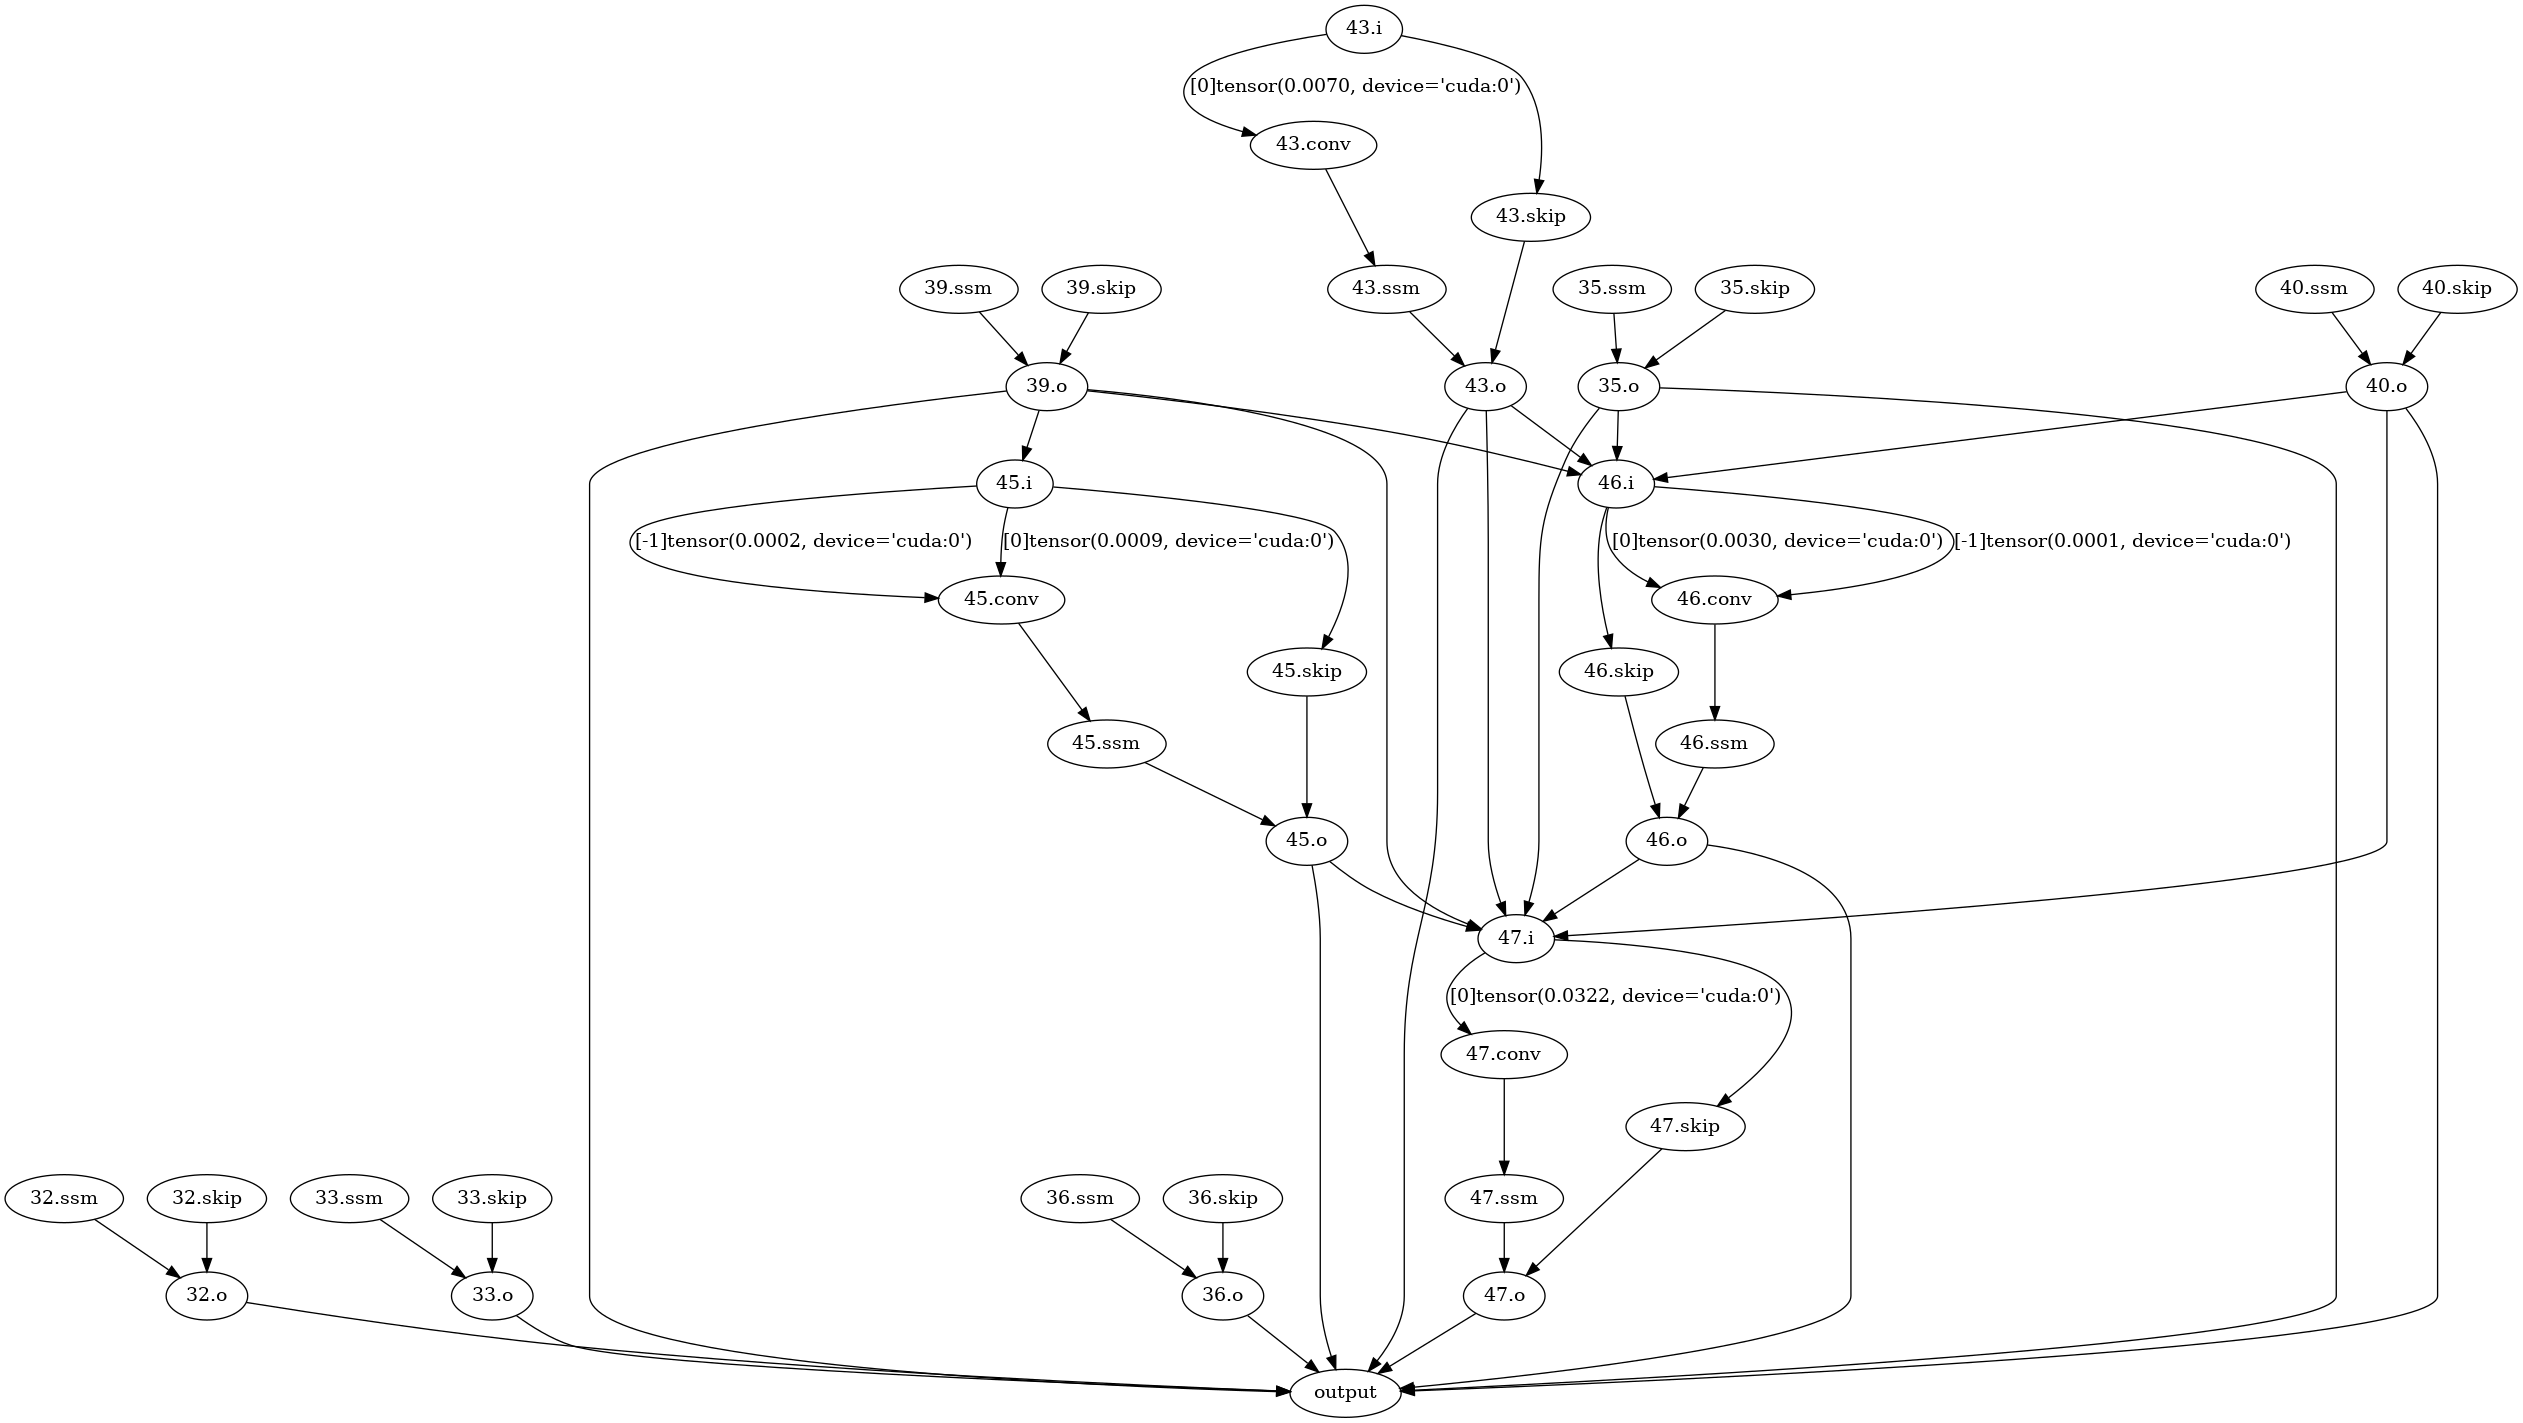 43.i
[0]tensor(0.0070, device='cuda:0')
43.conv
43.skip
39.ssm
39.skip
43.ssm
35.ssm
35.skip
40.ssm
40.skip
39.o
43.o
35.o
40.o
45.i
46.i
[-1]tensor(0.0002, device='cuda:0')
[0]tensor(0.0009, device='cuda:0')
[0]tensor(0.0030, device='cuda:0')
[-1]tensor(0.0001, device='cuda:0')
45.conv
46.conv
45.skip
46.skip
45.ssm
46.ssm
45.o
46.o
47.i
[0]tensor(0.0322, device='cuda:0')
47.conv
47.skip
32.ssm
32.skip
33.ssm
33.skip
36.ssm
36.skip
47.ssm
32.o
33.o
36.o
47.o
output